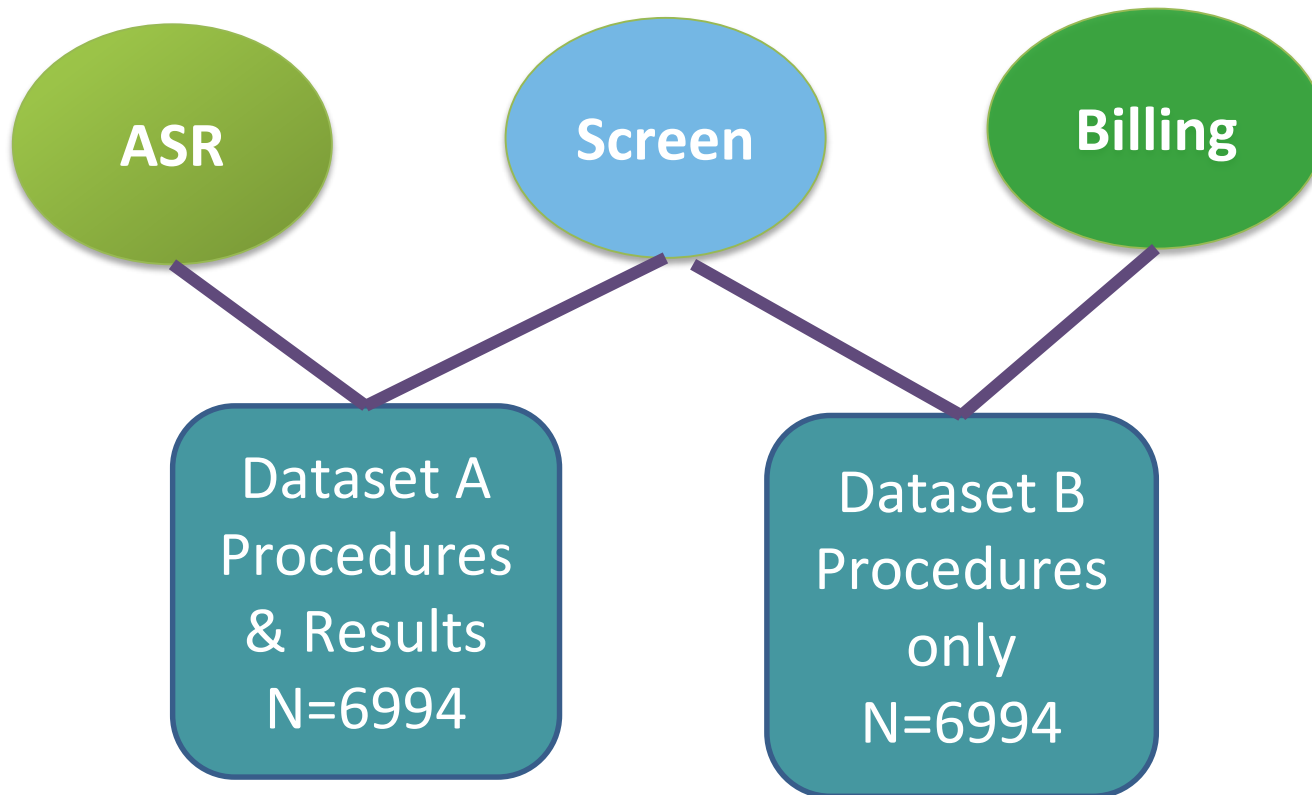 ASR
Screen
Billing
Dataset A
Procedures
& Results
N=6994
Dataset B
Procedures
only
N=6994